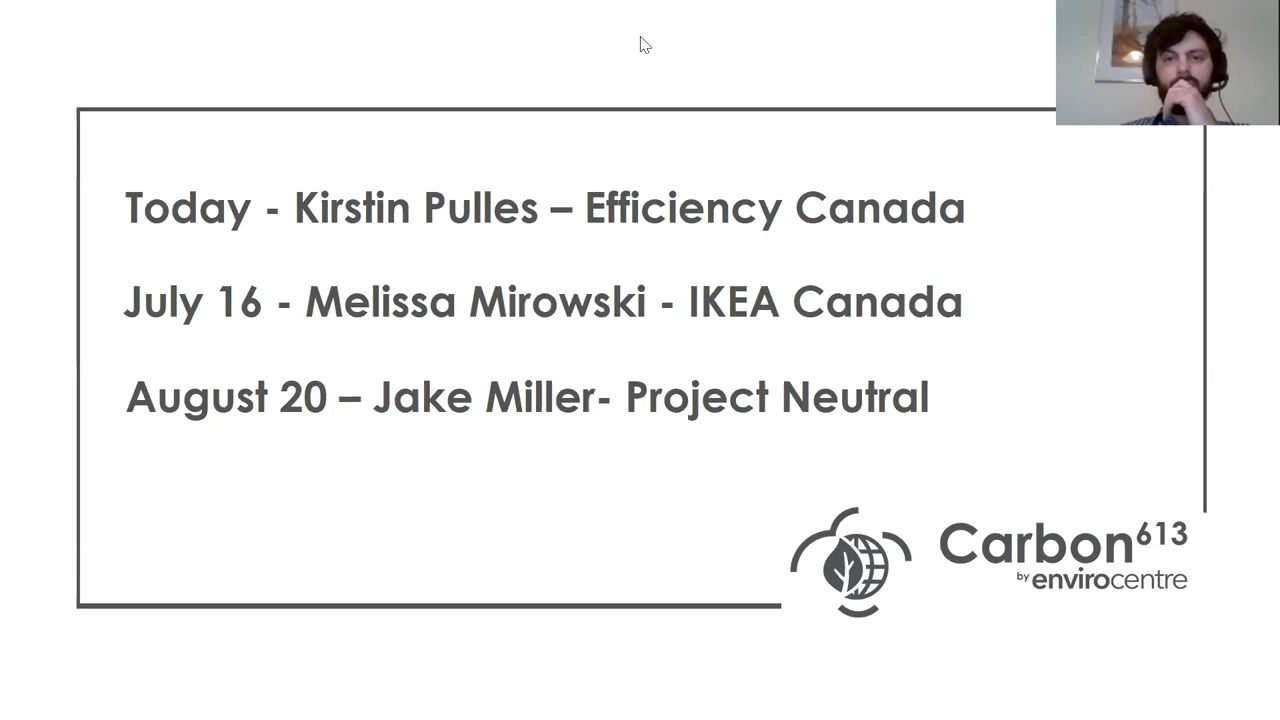 Today - Kirstin Pulles – Efficiency Canada
July 16 - Melissa Mirowski - IKEA Canada
August 20 – Jake Miller- Project Neutral
Carbon613
by envirocentre